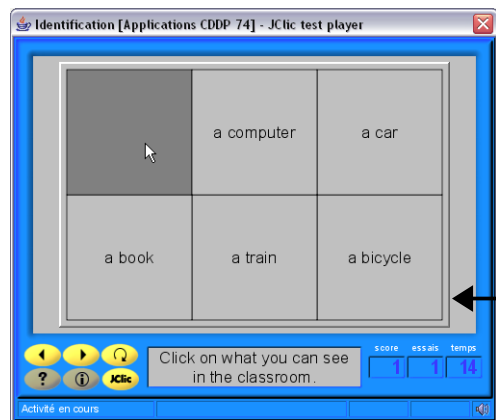 Identification [Applications CDDP 74] - JClic test player
a computer
a car
a book
a train
a bicycle
Click on what you can see
in the classroom.
score essais temps
1 1 14
? i JClic
Activité en cours